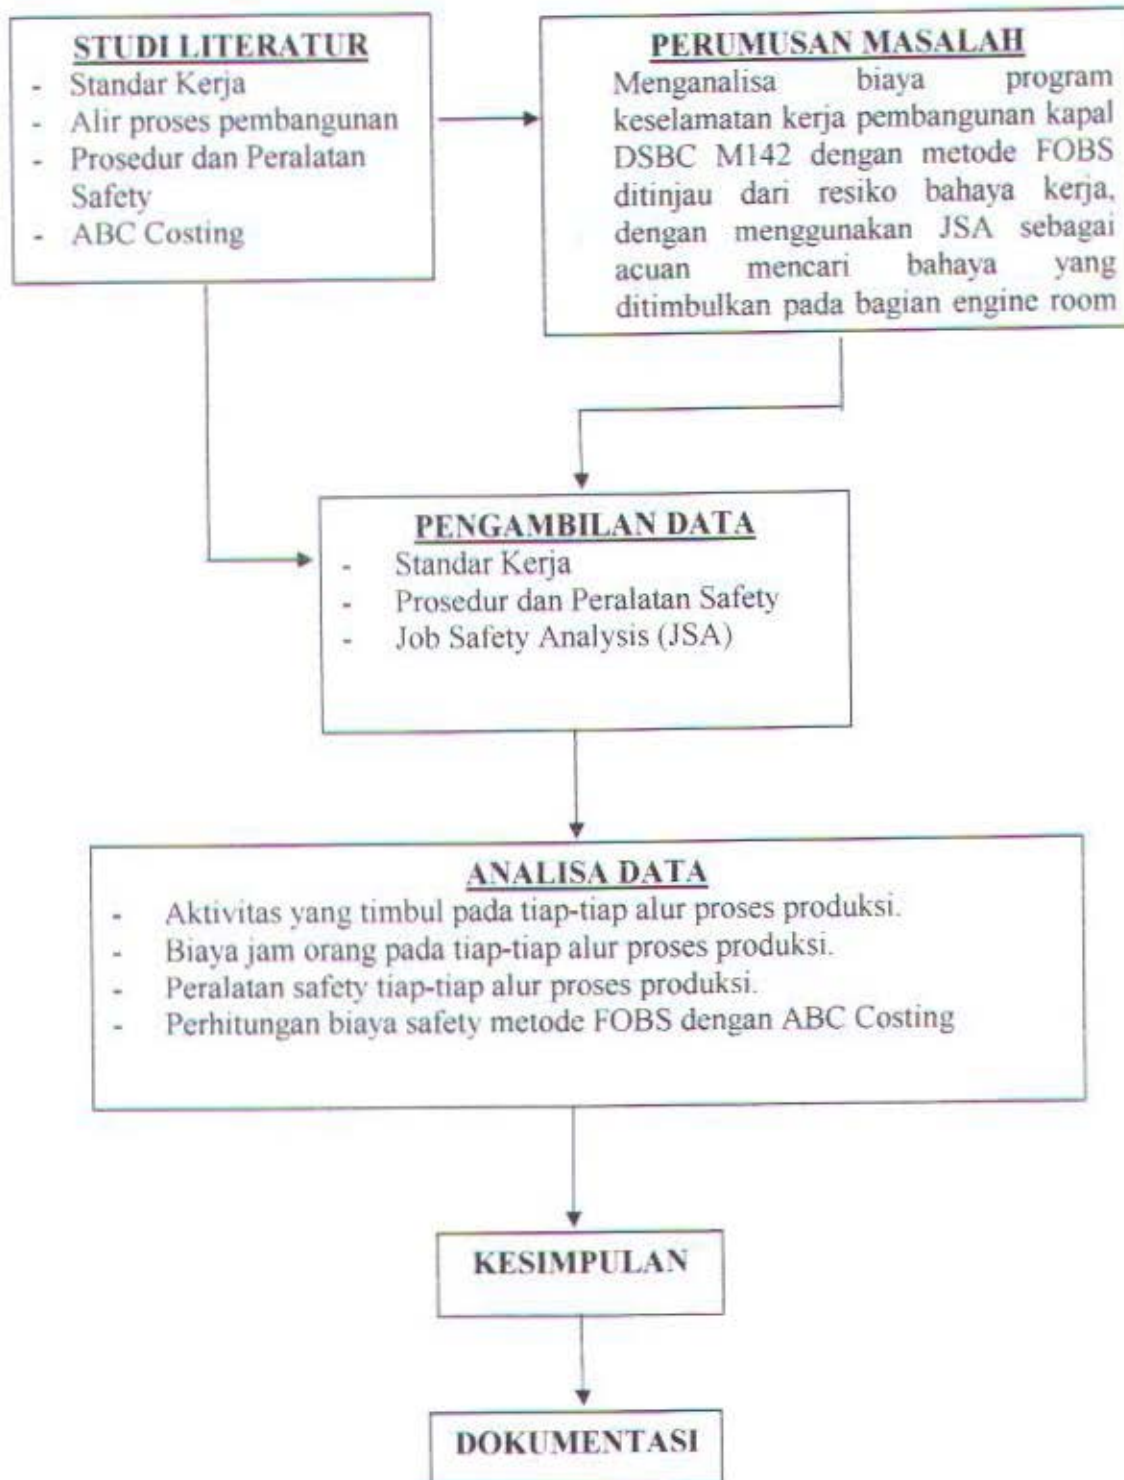 STUDI LITERATUR
- Standar Kerja
- Alir proses pembangunan
- Prosedur dan Peralatan
Safety
- ABC Costing
PERUMUSAN MASALAH
Menganalisa biaya program
keselamatan kerja pembangunan kapal
DSBC M142 dengan metode FOBS
ditinjau dari resiko bahaya kerja,
dengan menggunakan JSA sebagai
acuan mencari bahaya yang
ditimbulkan pada bagian engine room
PENGAMBILAN DATA
- Standar Kerja
- Prosedur dan Peralatan Safety
- Job Safety Analysis (JSA)
ANALISA DATA
- Aktivitas yang timbul pada tiap-tiap alur proses produksi.
- Biaya jam orang pada tiap-tiap alur proses produksi.
- Peralatan safety tiap-tiap alur proses produksi.
- Perhitungan biaya safety metode FOBS dengan ABC Costing
KESIMPULAN
DOKUMENTASI